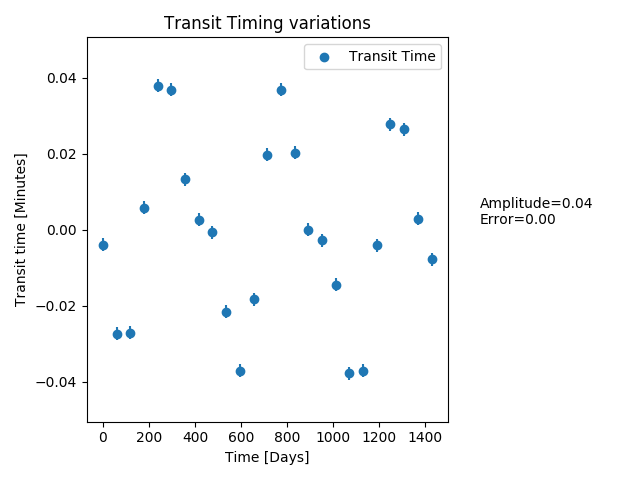 Transit Timing variations
Transit Time
0.04
0.02
0.00
−0.02
−0.04
Transit time [Minutes]
0 200 400 600 800 1000 1200 1400
Time [Days]
Amplitude=0.04
Error=0.00